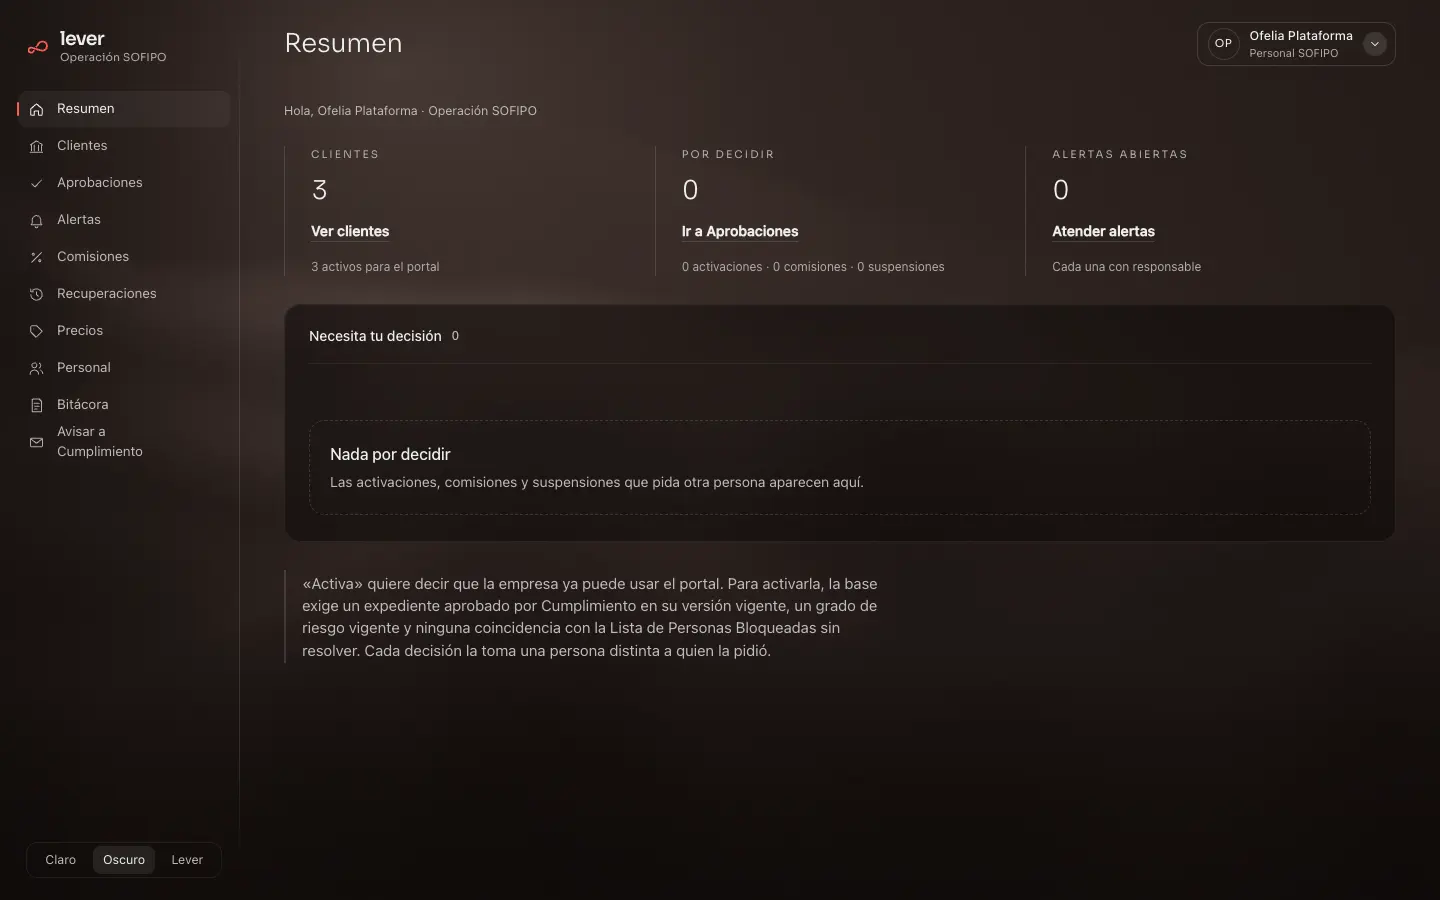 lever
Operación SOFIPO
Resumen
Clientes
Aprobaciones
Alertas
Comisiones
Recuperaciones
Precios
Personal
Bitácora
Avisar a
Cumplimiento
Claro
Oscuro
Lever
Resumen
OP
Ofelia Plataforma
Personal SOFIPO
Hola, Ofelia Plataforma · Operación SOFIPO
CLIENTES
3
Ver clientes
3 activos para el portal
POR DECIDIR
0
Ir a Aprobaciones
0 activaciones · 0 comisiones · 0 suspensiones
ALERTAS ABIERTAS
0
Atender alertas
Cada una con responsable
Necesita tu decisión 0
Nada por decidir
Las activaciones, comisiones y suspensiones que pida otra persona aparecen aquí.
«Activa» quiere decir que la empresa ya puede usar el portal. Para activarla, la base
exige un expediente aprobado por Cumplimiento en su versión vigente, un grado de
riesgo vigente y ninguna coincidencia con la Lista de Personas Bloqueadas sin
resolver. Cada decisión la toma una persona distinta a quien la pidió.